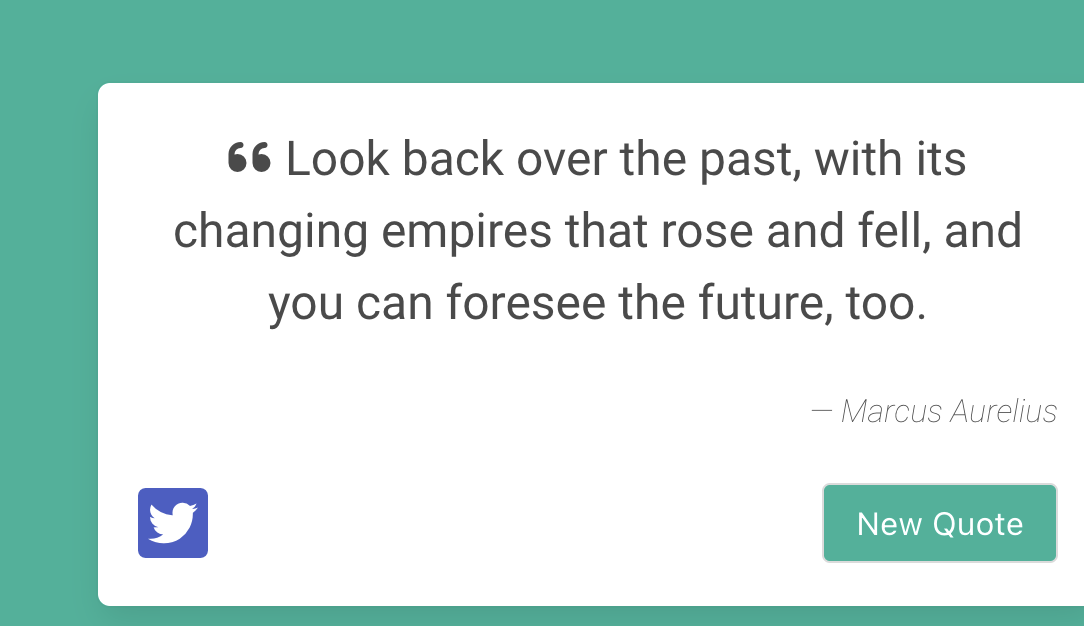 “ Look back over the past, with its
changing empires that rose and fell, and
you can foresee the future, too.
— Marcus Aurelius
New Quote